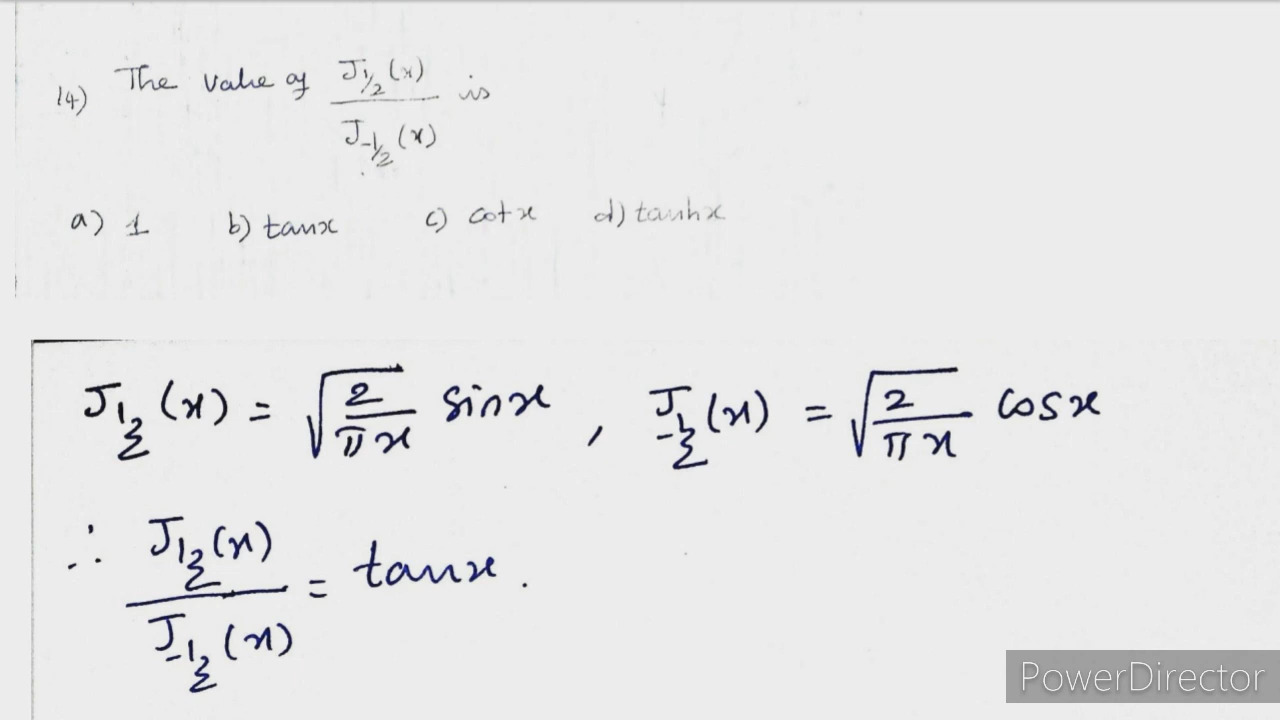 14) The value of J1/2(x) / J-1/2(x) is
a) 1 b) tanx c) cotx d) tanhx
J1/2(x) = √(2/πx) sinx , J-1/2(x) = √(2/πx) cosx
∴ J1/2(x) / J-1/2(x) = tanx.
PowerDirector